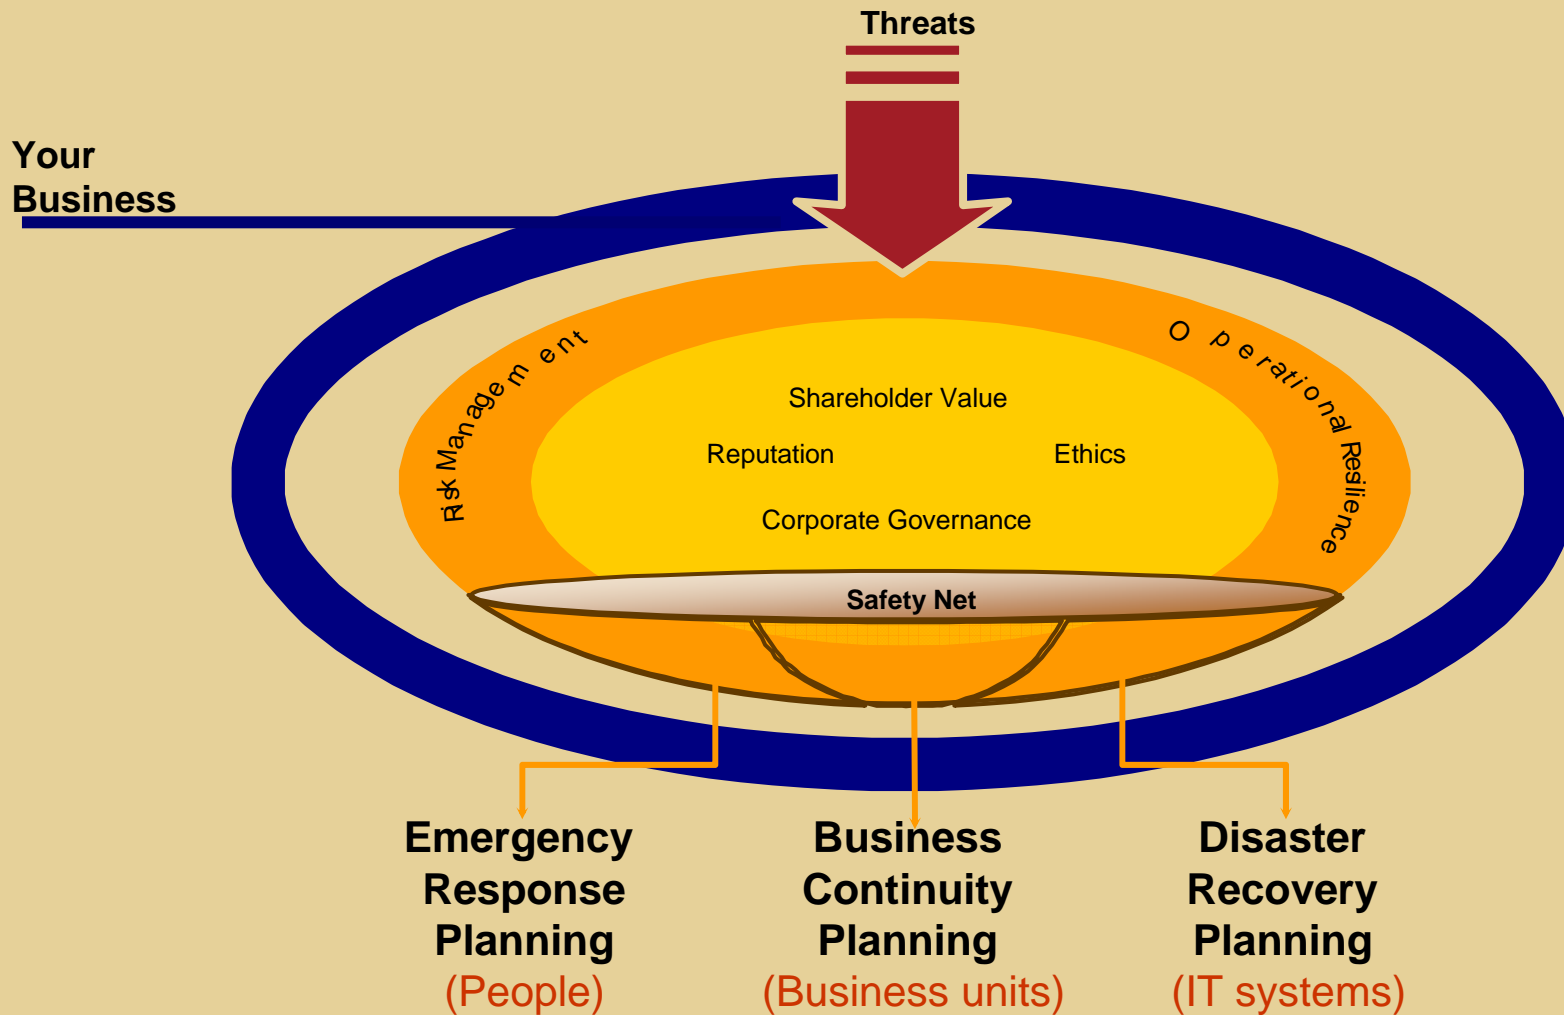 Threats
Your
Business
Risk Management
Operational Resilience
Shareholder Value
Reputation
Ethics
Corporate Governance
Safety Net
Emergency
Response
Planning
(People)
Business
Continuity
Planning
(Business units)
Disaster
Recovery
Planning
(IT systems)